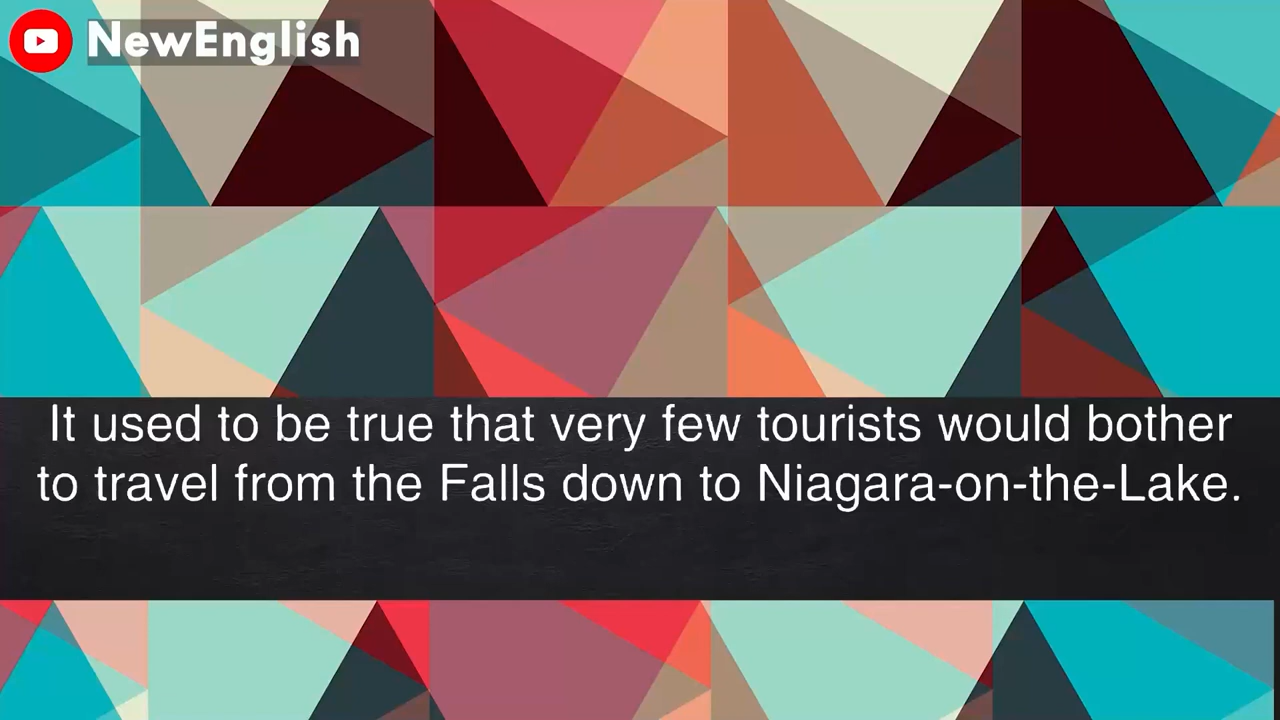 NewEnglish
It used to be true that very few tourists would bother
to travel from the Falls down to Niagara-on-the-Lake.